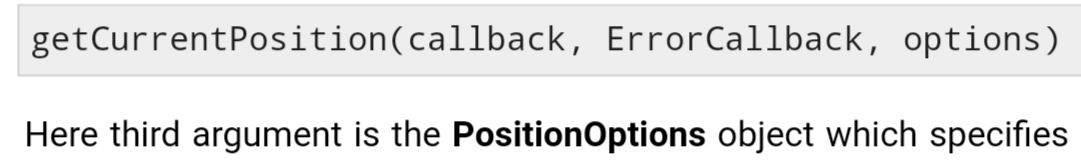 getCurrentPosition(callback, ErrorCallback, options)
Here third argument is the PositionOptions object which specifies